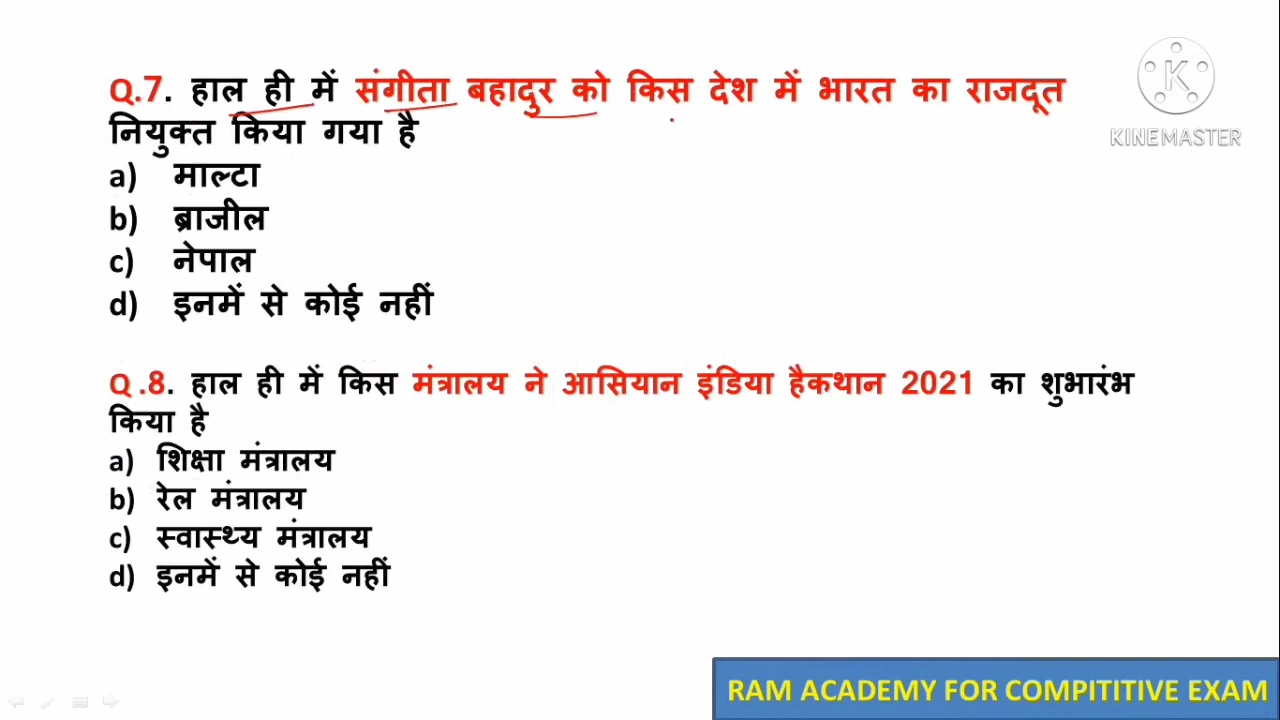 Q.7. हाल ही में संगीता बहादुर को किस देश में भारत का राजदूत
नियुक्त किया गया है
a) माल्टा
b) ब्राजील
c) नेपाल
d) इनमें से कोई नहीं
Q .8. हाल ही में किस मंत्रालय ने आसियान इंडिया हैकथान 2021 का शुभारंभ
किया है
a) शिक्षा मंत्रालय
b) रेल मंत्रालय
c) स्वास्थ्य मंत्रालय
d) इनमें से कोई नहीं
K
KINEMASTER
RAM ACADEMY FOR COMPITITIVE EXAM